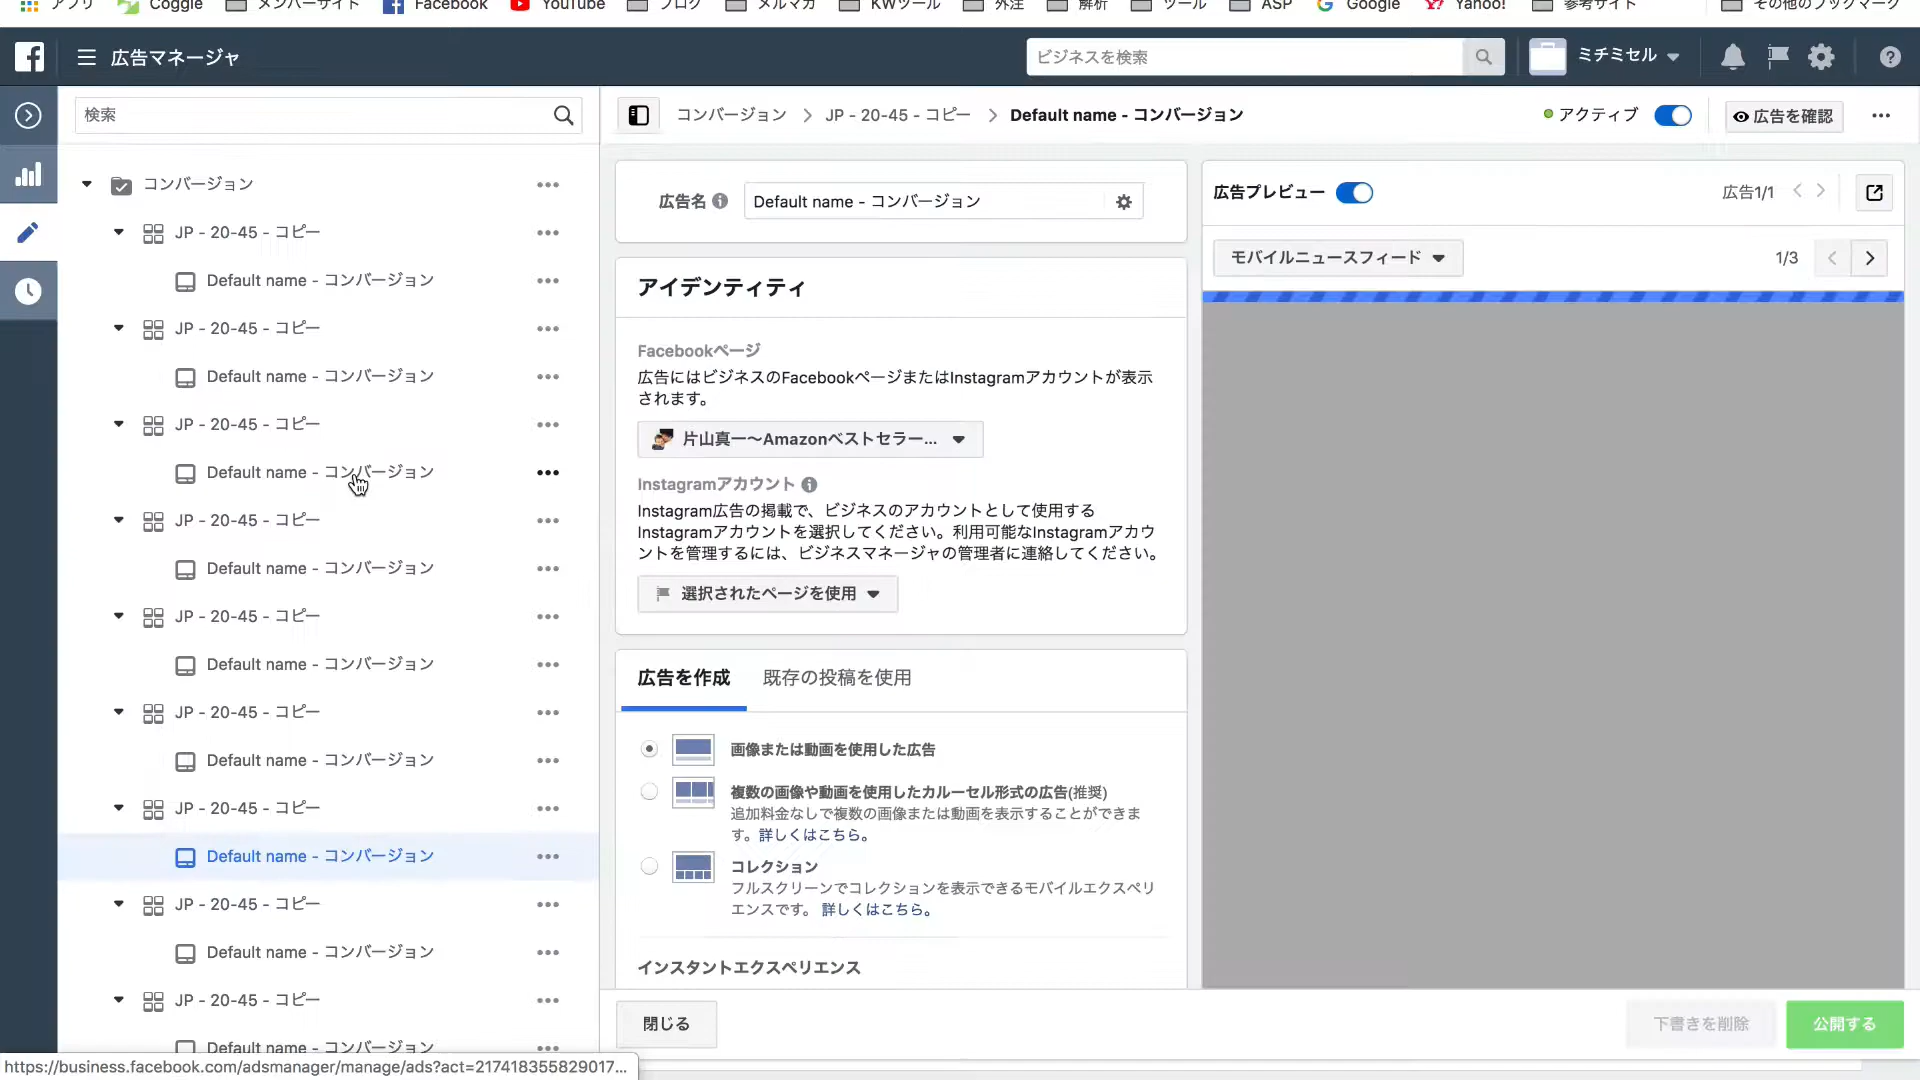 アプリ Coggle メンバーサイト Facebook YouTube ブログ メルマガ KWツール 外注 解析 ツール ASP Google Yahoo! 参考サイト その他のブックマーク
広告マネージャ ビジネスを検索 ミチミセル
検索
コンバージョン JP - 20-45 - コピー Default name - コンバージョン アクティブ 広告を確認
コンバージョン
JP - 20-45 - コピー
Default name - コンバージョン
JP - 20-45 - コピー
Default name - コンバージョン
JP - 20-45 - コピー
Default name - コンバージョン
JP - 20-45 - コピー
Default name - コンバージョン
JP - 20-45 - コピー
Default name - コンバージョン
JP - 20-45 - コピー
Default name - コンバージョン
JP - 20-45 - コピー
Default name - コンバージョン
JP - 20-45 - コピー
Default name - コンバージョン
JP - 20-45 - コピー
Default name - コンバージョン
広告名 Default name - コンバージョン
アイデンティティ
Facebookページ
広告にはビジネスのFacebookページまたはInstagramアカウントが表示
されます。
片山真一〜Amazonベストセラー...
Instagramアカウント
Instagram広告の掲載で、ビジネスのアカウントとして使用する
Instagramアカウントを選択してください。利用可能なInstagramアカウ
ントを管理するには、ビジネスマネージャの管理者に連絡してください。
選択されたページを使用
広告を作成 既存の投稿を使用
画像または動画を使用した広告
複数の画像や動画を使用したカルーセル形式の広告(推奨)
追加料金なしで複数の画像または動画を表示することができま
す。詳しくはこちら。
コレクション
フルスクリーンでコレクションを表示できるモバイルエクスペリ
エンスです。 詳しくはこちら。
インスタントエクスペリエンス
広告プレビュー 広告1/1
モバイルニュースフィード 1/3
閉じる 下書きを削除 公開する
https://business.facebook.com/adsmanager/manage/ads?act=217418355829017...